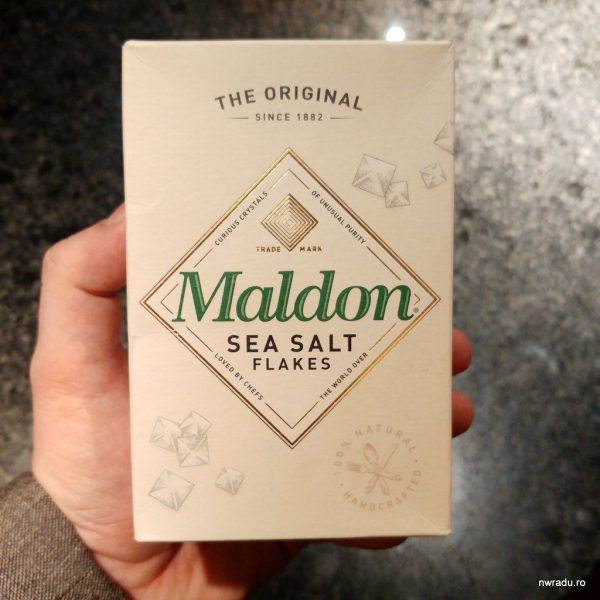 THE ORIGINAL
SINCE 1882
CURIOUS CRYSTALS
OF UNUSUAL PURITY
TRADE MARK
Maldon®
SEA SALT
FLAKES
LOVED BY CHEFS
THE WORLD OVER
100% NATURAL
HANDCRAFTED
nwradu.ro